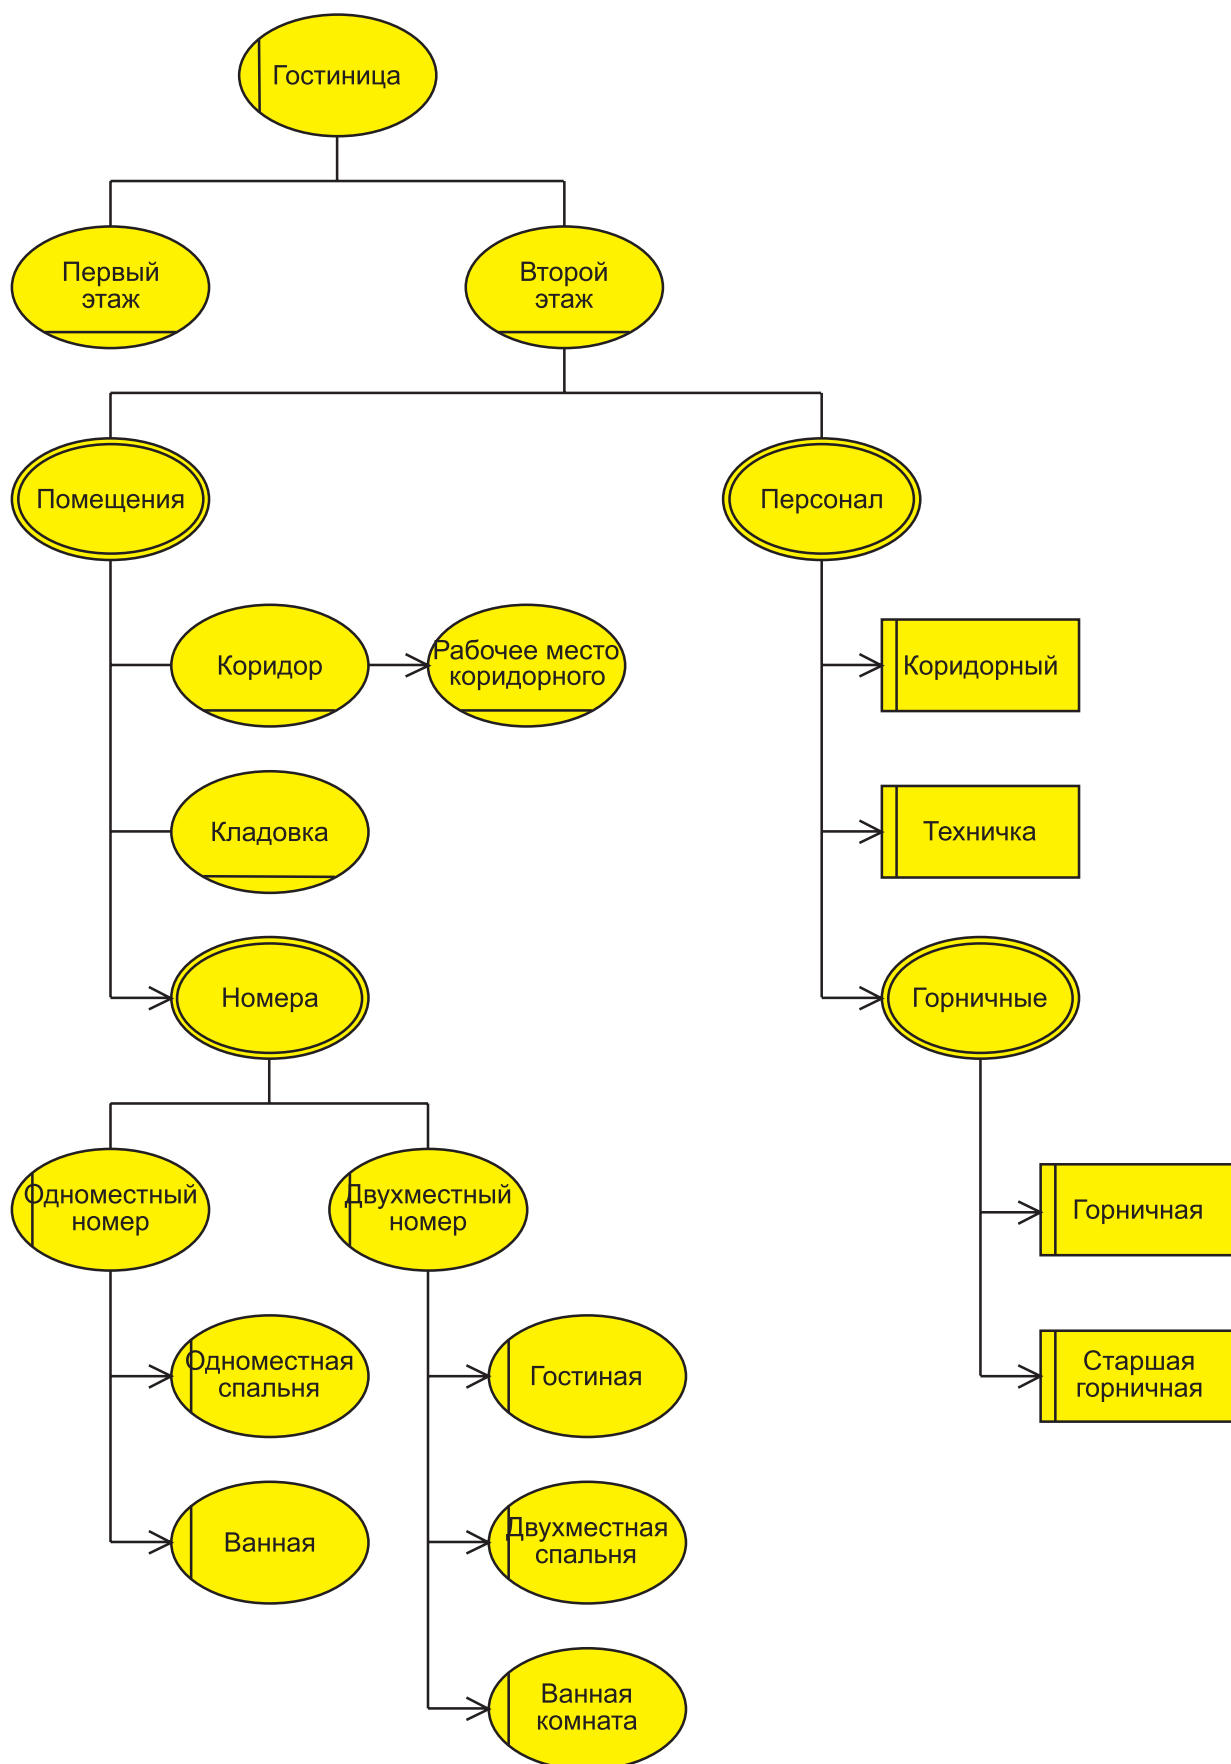 Гостиница
Первый
этаж
Второй
этаж
Помещения
Персонал
Коридор
Рабочее место
коридорного
Коридорный
Кладовка
Техничка
Номера
Горничные
Одноместный
номер
Двухместный
номер
Горничная
Одноместная
спальня
Гостиная
Старшая
горничная
Ванная
Двухместная
спальня
Ванная
комната